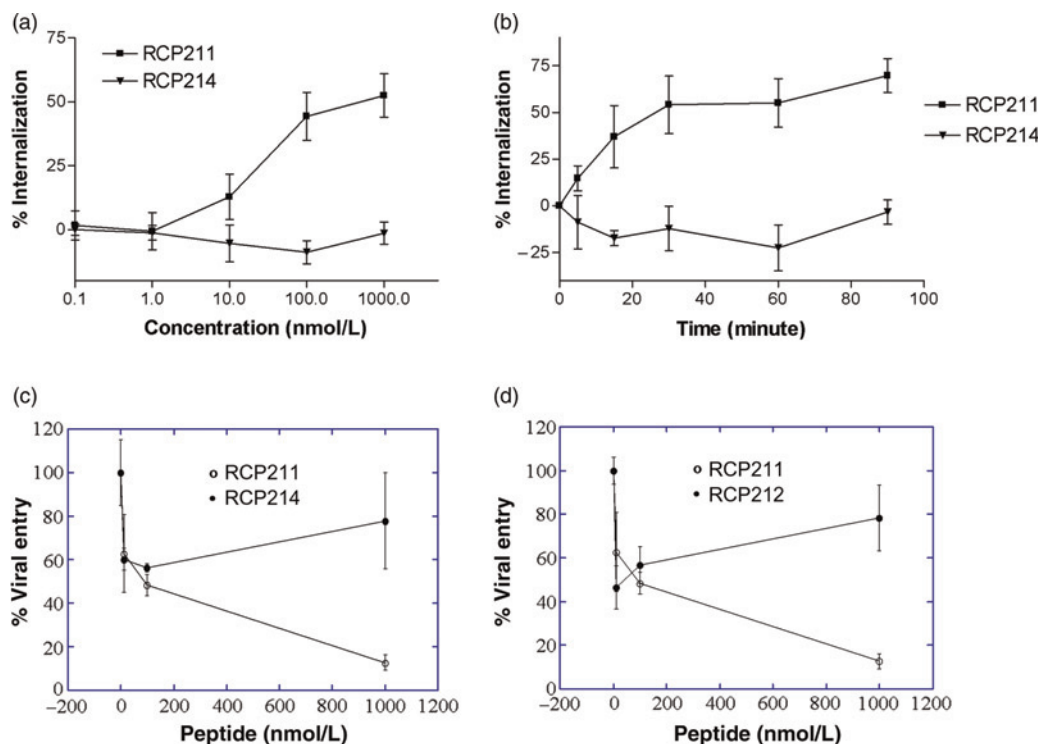 (a)
75
50
25
0
% Internalization
RCP211
RCP214
0.1 1.0 10.0 100.0 1000.0
Concentration (nmol/L)
(b)
75
50
25
0
−25
% Internalization
RCP211
RCP214
0 20 40 60 80 100
Time (minute)
(c)
120
100
80
60
40
20
0
% Viral entry
RCP211
RCP214
−200 0 200 400 600 800 1000 1200
Peptide (nmol/L)
(d)
120
100
80
60
40
20
0
% Viral entry
RCP211
RCP212
−200 0 200 400 600 800 1000 1200
Peptide (nmol/L)